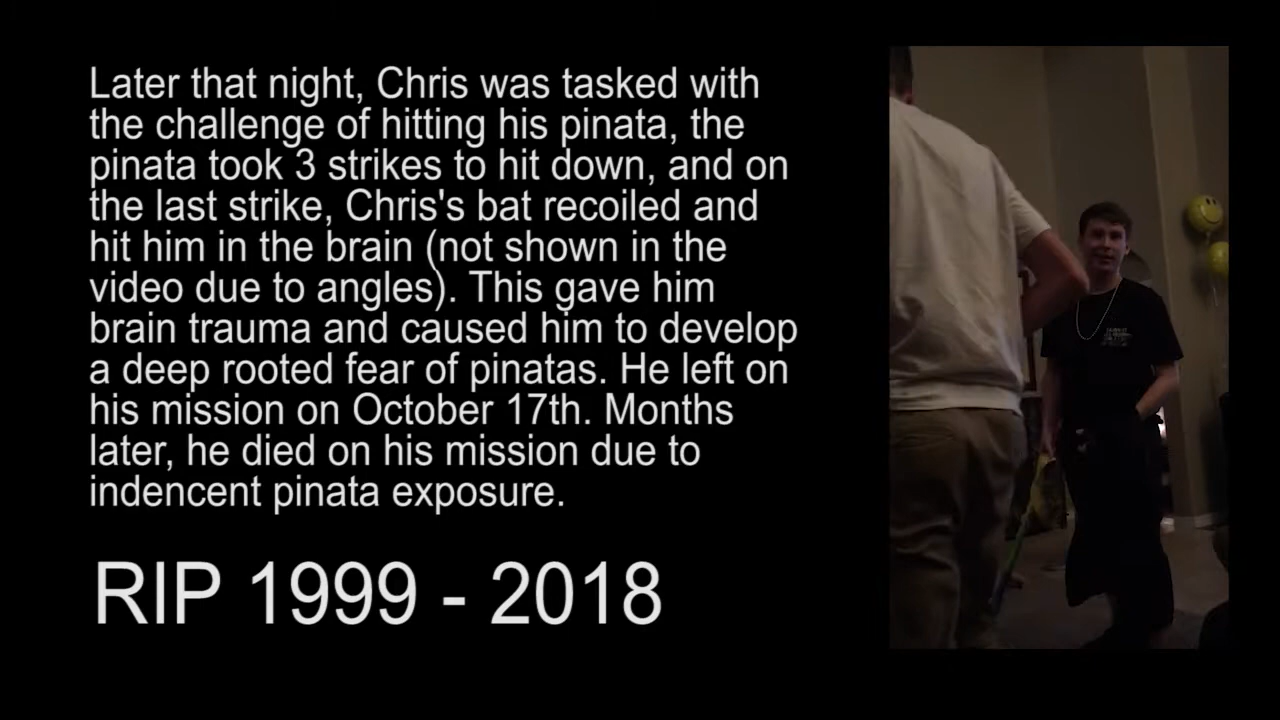 Later that night, Chris was tasked with
the challenge of hitting his pinata, the
pinata took 3 strikes to hit down, and on
the last strike, Chris's bat recoiled and
hit him in the brain (not shown in the
video due to angles). This gave him
brain trauma and caused him to develop
a deep rooted fear of pinatas. He left on
his mission on October 17th. Months
later, he died on his mission due to
indencent pinata exposure.
RIP 1999 - 2018